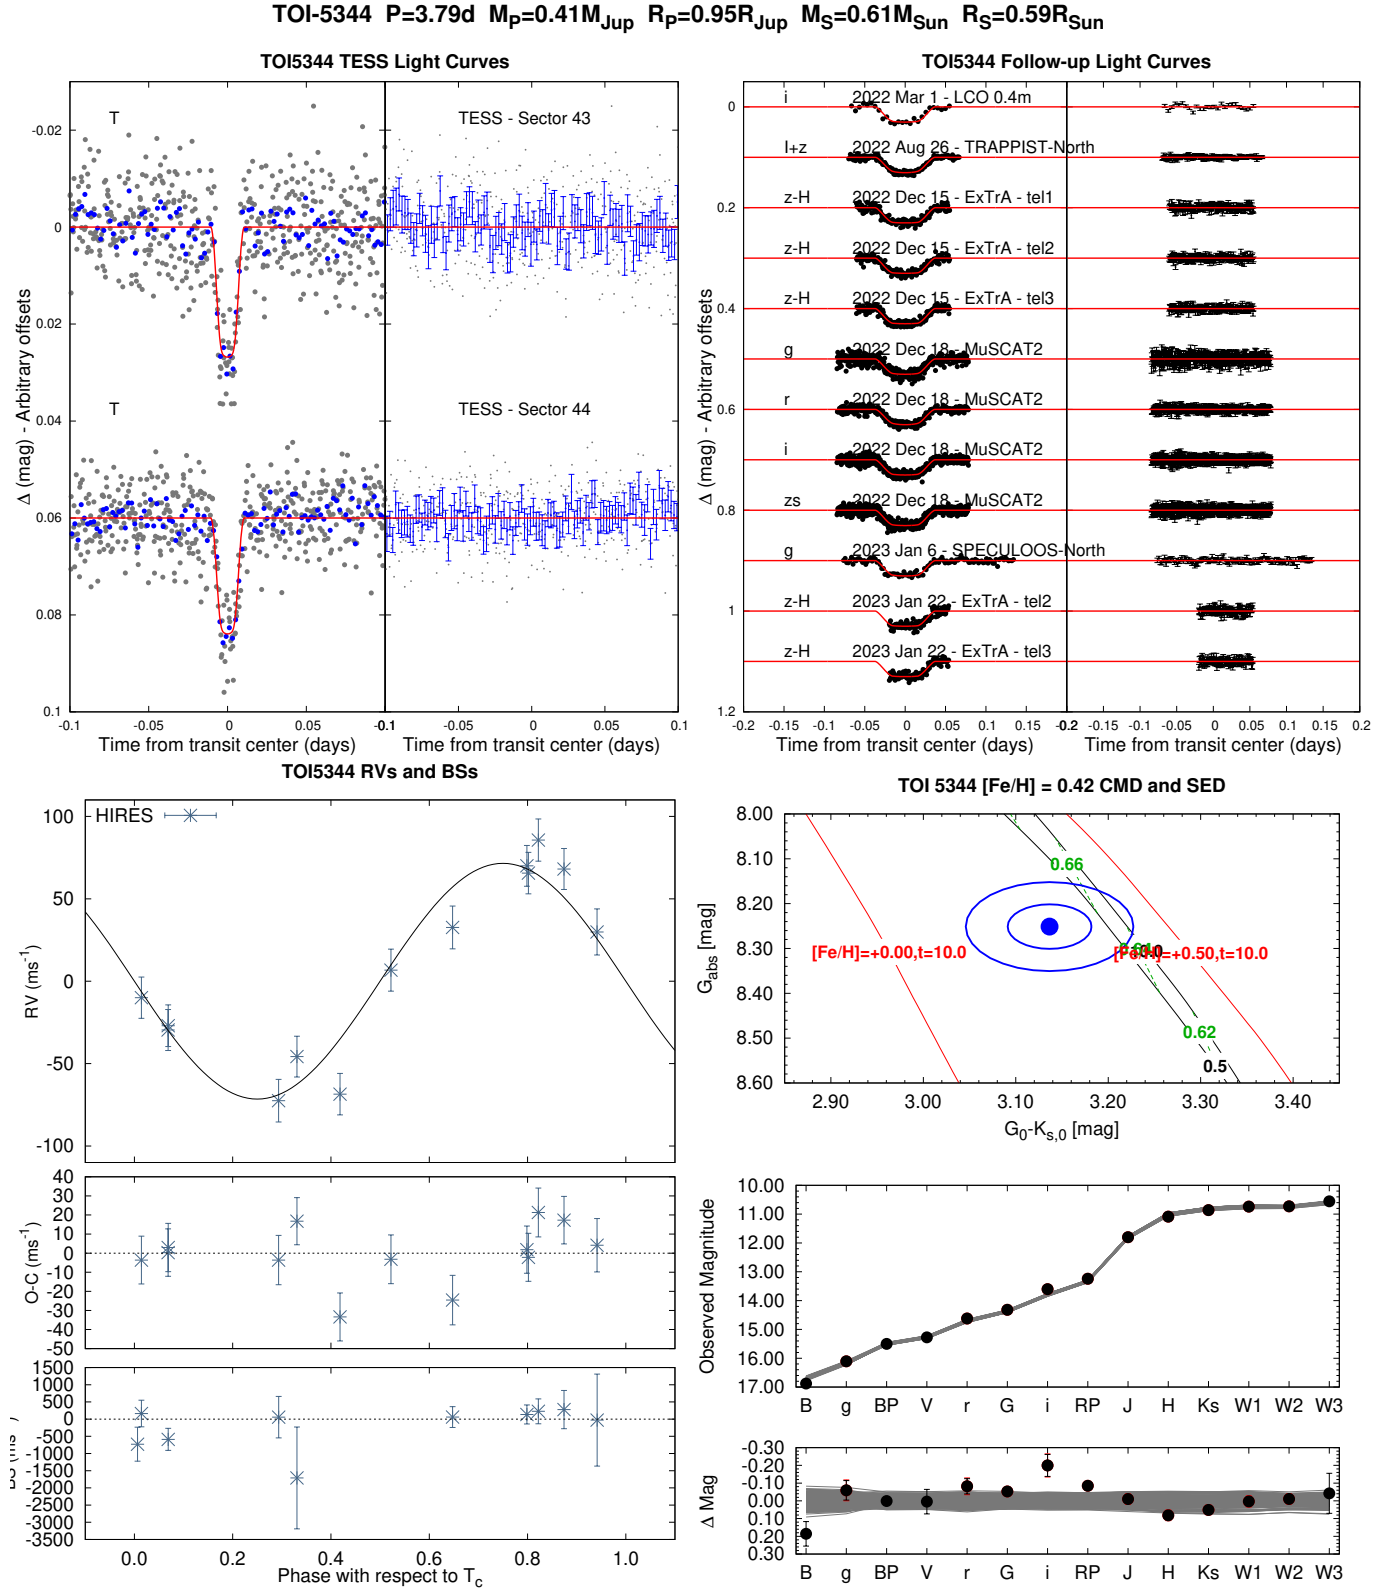 TOI-5344 P=3.79d M_P=0.41M_Jup R_P=0.95R_Jup M_S=0.61M_Sun R_S=0.59R_Sun
TOI5344 TESS Light Curves
T
TESS - Sector 43
T
TESS - Sector 44
-0.02
0
0.02
0.04
0.06
0.08
0.1
Δ (mag) - Arbitrary offsets
-0.1 -0.05 0 0.05 0.1
-0.05 0 0.05 0.1
Time from transit center (days)
Time from transit center (days)
TOI5344 Follow-up Light Curves
i 2022 Mar 1 - LCO 0.4m
I+z 2022 Aug 26 - TRAPPIST-North
z-H 2022 Dec 15 - ExTrA - tel1
z-H 2022 Dec 15 - ExTrA - tel2
z-H 2022 Dec 15 - ExTrA - tel3
g 2022 Dec 18 - MuSCAT2
r 2022 Dec 18 - MuSCAT2
i 2022 Dec 18 - MuSCAT2
zs 2022 Dec 18 - MuSCAT2
g 2023 Jan 6 - SPECULOOS-North
z-H 2023 Jan 22 - ExTrA - tel2
z-H 2023 Jan 22 - ExTrA - tel3
0
0.2
0.4
0.6
0.8
1
1.2
Δ (mag) - Arbitrary offsets
-0.2 -0.15 -0.1 -0.05 0 0.05 0.1 0.15 0.2
-0.2 -0.15 -0.1 -0.05 0 0.05 0.1 0.15 0.2
Time from transit center (days)
Time from transit center (days)
TOI5344 RVs and BSs
HIRES
100
50
0
-50
-100
RV (ms^-1)
40
30
20
10
0
-10
-20
-30
-40
-50
O-C (ms^-1)
1500
1000
500
0
-500
-1000
-1500
-2000
-2500
-3000
-3500
0.0 0.2 0.4 0.6 0.8 1.0
Phase with respect to T_c
TOI 5344 [Fe/H] = 0.42 CMD and SED
8.00
8.10
8.20
8.30
8.40
8.50
8.60
G_abs [mag]
0.66
[Fe/H]=+0.00,t=10.0
[Fe/H]=+0.50,t=10.0
0.62
0.5
2.90 3.00 3.10 3.20 3.30 3.40
G_0-K_s,0 [mag]
10.00
11.00
12.00
13.00
14.00
15.00
16.00
17.00
Observed Magnitude
B g BP V r G i RP J H Ks W1 W2 W3
-0.30
-0.20
-0.10
0.00
0.10
0.20
0.30
Δ Mag
B g BP V r G i RP J H Ks W1 W2 W3